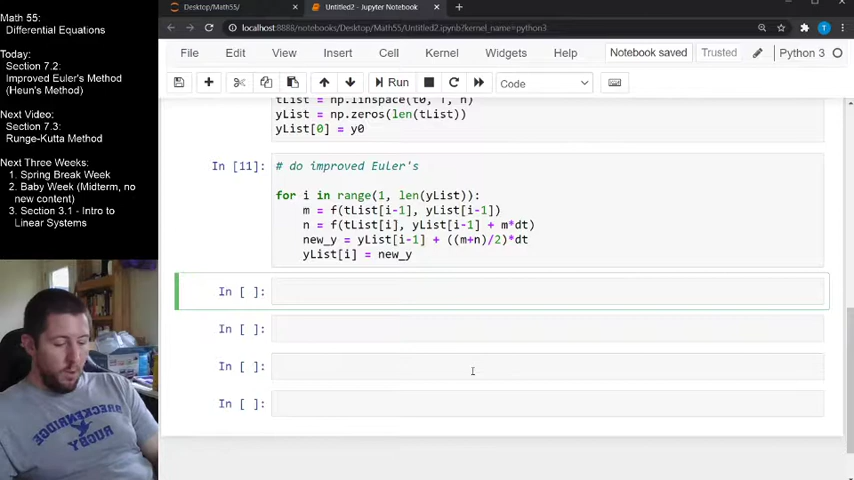 Math 55:
Differential Equations
Today:
Section 7.2:
Improved Euler's Method
(Heun's Method)
Next Video:
Section 7.3:
Runge-Kutta Method
Next Three Weeks:
1. Spring Break Week
2. Baby Week (Midterm, no
new content)
3. Section 3.1 - Intro to
Linear Systems
Desktop/Math55/
Untitled2 - Jupyter Notebook
localhost:8888/notebooks/Desktop/Math55/Untitled2.ipynb?kernel_name=python3
File Edit View Insert Cell Kernel Widgets Help Notebook saved Trusted Python 3
Run Code
tList = np.linspace(t0, T, n)
yList = np.zeros(len(tList))
yList[0] = y0
In [11]: # do improved Euler's
for i in range(1, len(yList)):
m = f(tList[i-1], yList[i-1])
n = f(tList[i], yList[i-1] + m*dt)
new_y = yList[i-1] + ((m+n)/2)*dt
yList[i] = new_y
In [ ]:
In [ ]:
In [ ]:
In [ ]:
BRECKENRIDGE
RUGBY